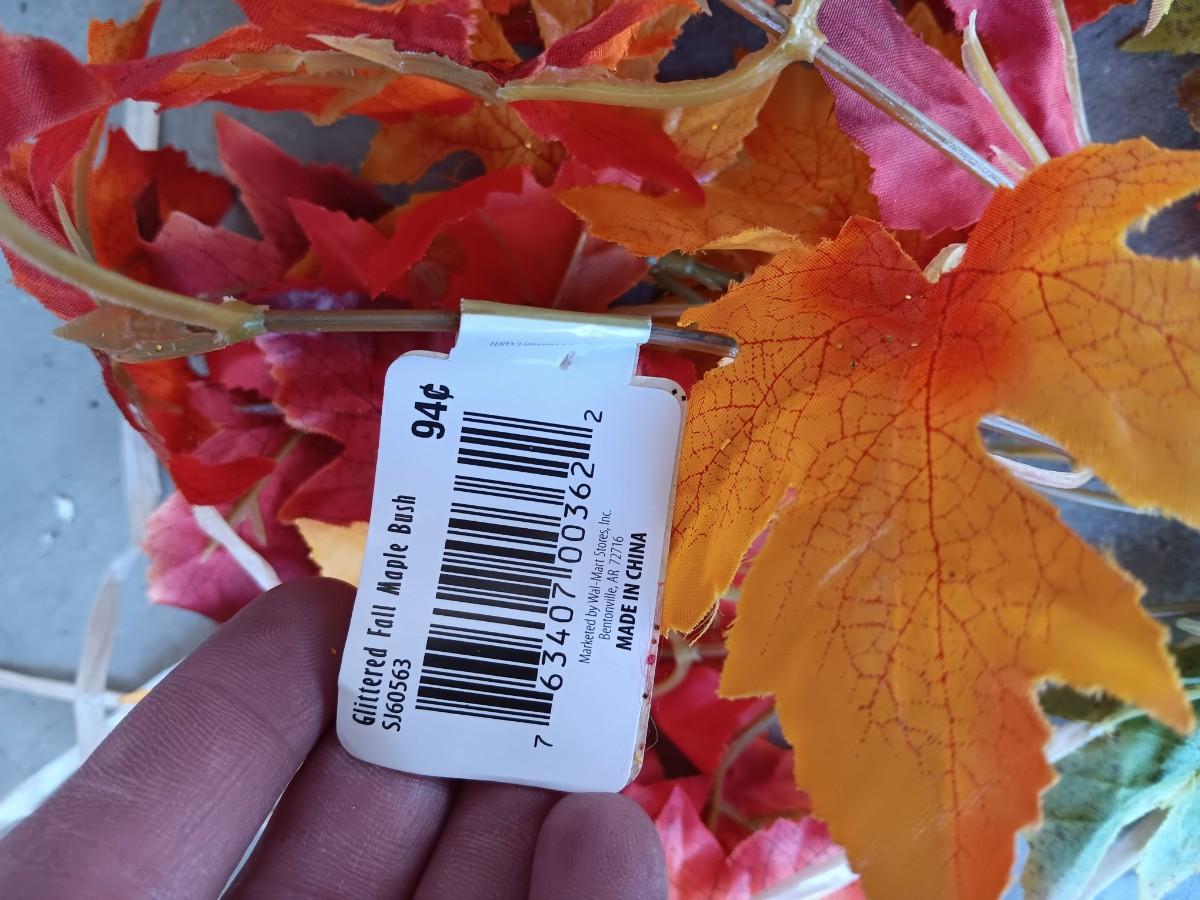 94¢
Glittered Fall Maple Bush
SJ60563
7 63407 00362 2
Marketed by Wal-Mart Stores, Inc.
Bentonville, AR 72716
MADE IN CHINA